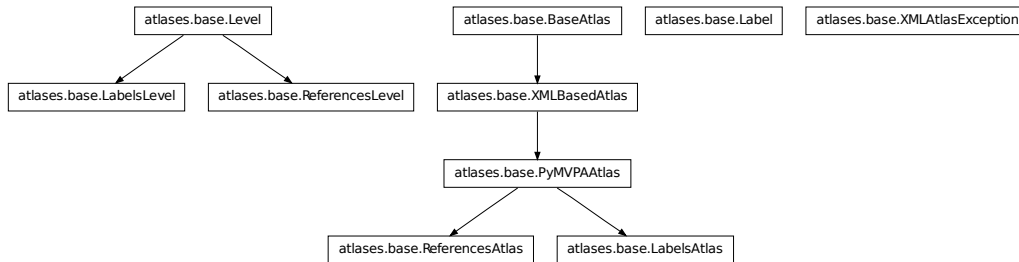 atlases.base.Level
atlases.base.BaseAtlas
atlases.base.Label
atlases.base.XMLAtlasException
atlases.base.LabelsLevel
atlases.base.ReferencesLevel
atlases.base.XMLBasedAtlas
atlases.base.PyMVPAAtlas
atlases.base.ReferencesAtlas
atlases.base.LabelsAtlas